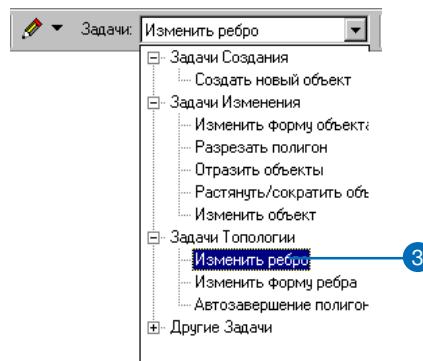 Задачи: Изменить ребро
Задачи Создания
Создать новый объект
Задачи Изменения
Изменить форму объекта
Разрезать полигон
Отразить объекты
Растянуть/сократить объ
Изменить объект
Задачи Топологии
Изменить ребро 3
Изменить форму ребра
Автозавершение полигон
Другие Задачи